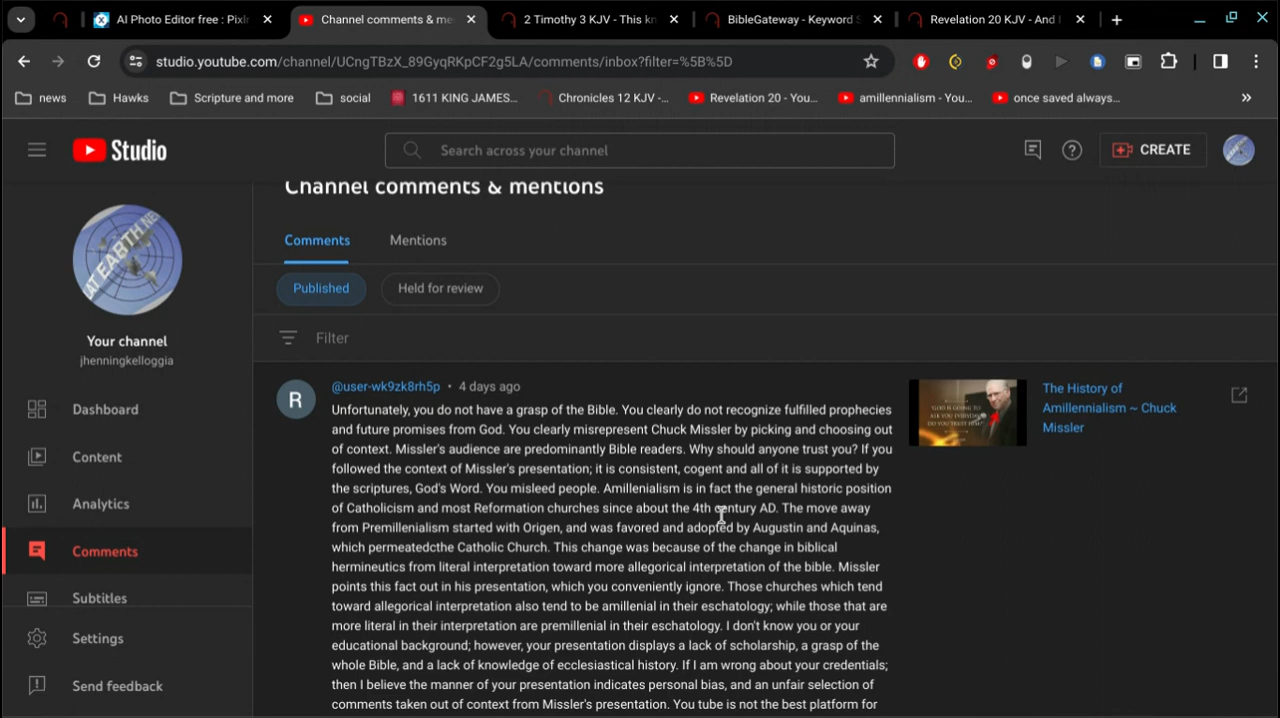 AI Photo Editor free : Pixlr
Channel comments & me
2 Timothy 3 KJV - This kn
BibleGateway - Keyword S
Revelation 20 KJV - And I
studio.youtube.com/channel/UCngTBzX_89GyqRKpCF2g5LA/comments/inbox?filter=%5B%5D
news
Hawks
Scripture and more
social
1611 KING JAMES...
Chronicles 12 KJV -...
Revelation 20 - You...
amillennialism - You...
once saved always...
Studio
Search across your channel
CREATE
Channel comments & mentions
Comments
Mentions
Published
Held for review
Filter
AT EARTH NE
Your channel
jhenningkelloggia
Dashboard
Content
Analytics
Comments
Subtitles
Settings
Send feedback
R
@user-wk9zk8rh5p • 4 days ago
Unfortunately, you do not have a grasp of the Bible. You clearly do not recognize fulfilled prophecies
and future promises from God. You clearly misrepresent Chuck Missler by picking and choosing out
of context. Missler's audience are predominantly Bible readers. Why should anyone trust you? If you
followed the context of Missler's presentation; it is consistent, cogent and all of it is supported by
the scriptures, God's Word. You misleed people. Amillenialism is in fact the general historic position
of Catholicism and most Reformation churches since about the 4th century AD. The move away
from Premillenialism started with Origen, and was favored and adopted by Augustin and Aquinas,
which permeatedcthe Catholic Church. This change was because of the change in biblical
hermineutics from literal interpretation toward more allegorical interpretation of the bible. Missler
points this fact out in his presentation, which you conveniently ignore. Those churches which tend
toward allegorical interpretation also tend to be amillenial in their eschatology; while those that are
more literal in their interpretation are premillenial in their eschatology. I don't know you or your
educational background; however, your presentation displays a lack of scholarship, a grasp of the
whole Bible, and a lack of knowledge of ecclesiastical history. If I am wrong about your credentials;
then I believe the manner of your presentation indicates personal bias, and an unfair selection of
comments taken out of context from Missler's presentation. You tube is not the best platform for
The History of
Amillennialism ~ Chuck
Missler